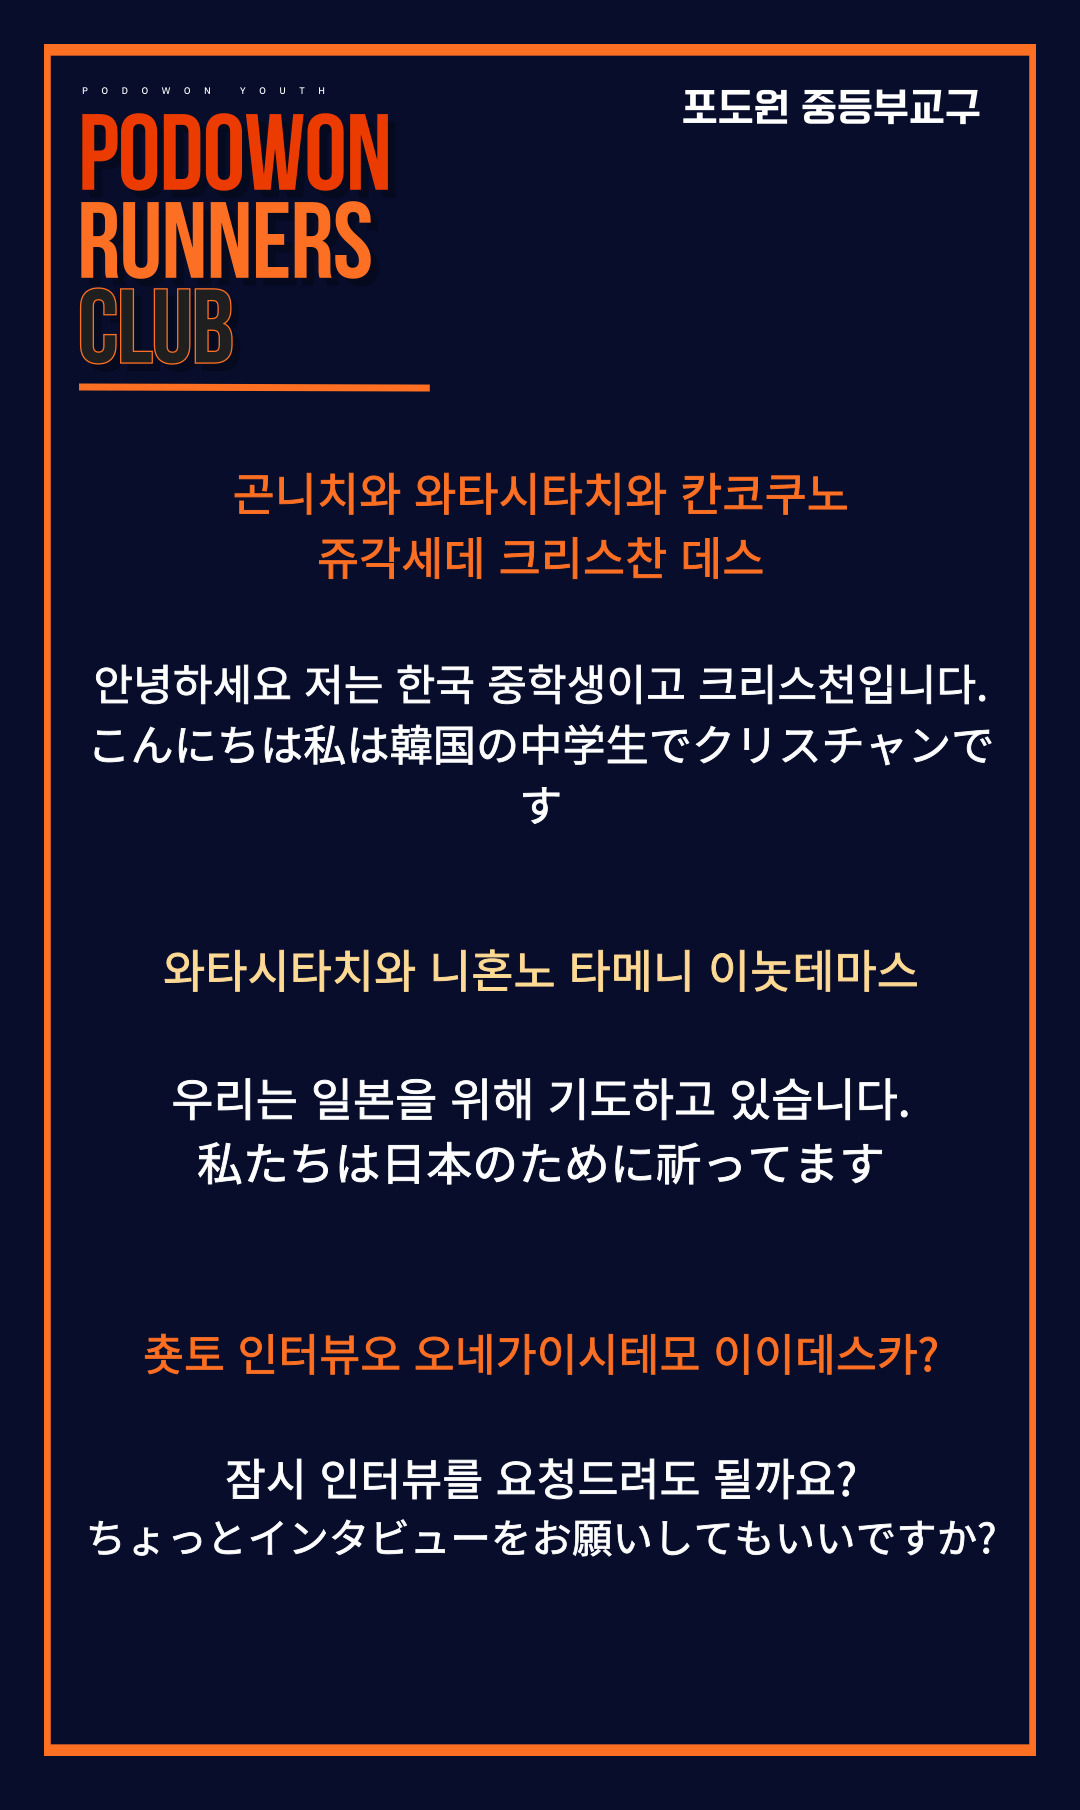 PODOWON YOUTH
PODOWON
RUNNERS
CLUB
포도원 중등부교구
곤니치와 와타시타치와 칸코쿠노
쥬각세데 크리스찬 데스
안녕하세요 저는 한국 중학생이고 크리스천입니다.
こんにちは私は韓国の中学生でクリスチャンで
す
와타시타치와 니혼노 타메니 이놋테마스
우리는 일본을 위해 기도하고 있습니다.
私たちは日本のために祈ってます
춋토 인터뷰오 오네가이시테모 이이데스카?
잠시 인터뷰를 요청드려도 될까요?
ちょっとインタビューをお願いしてもいいですか?